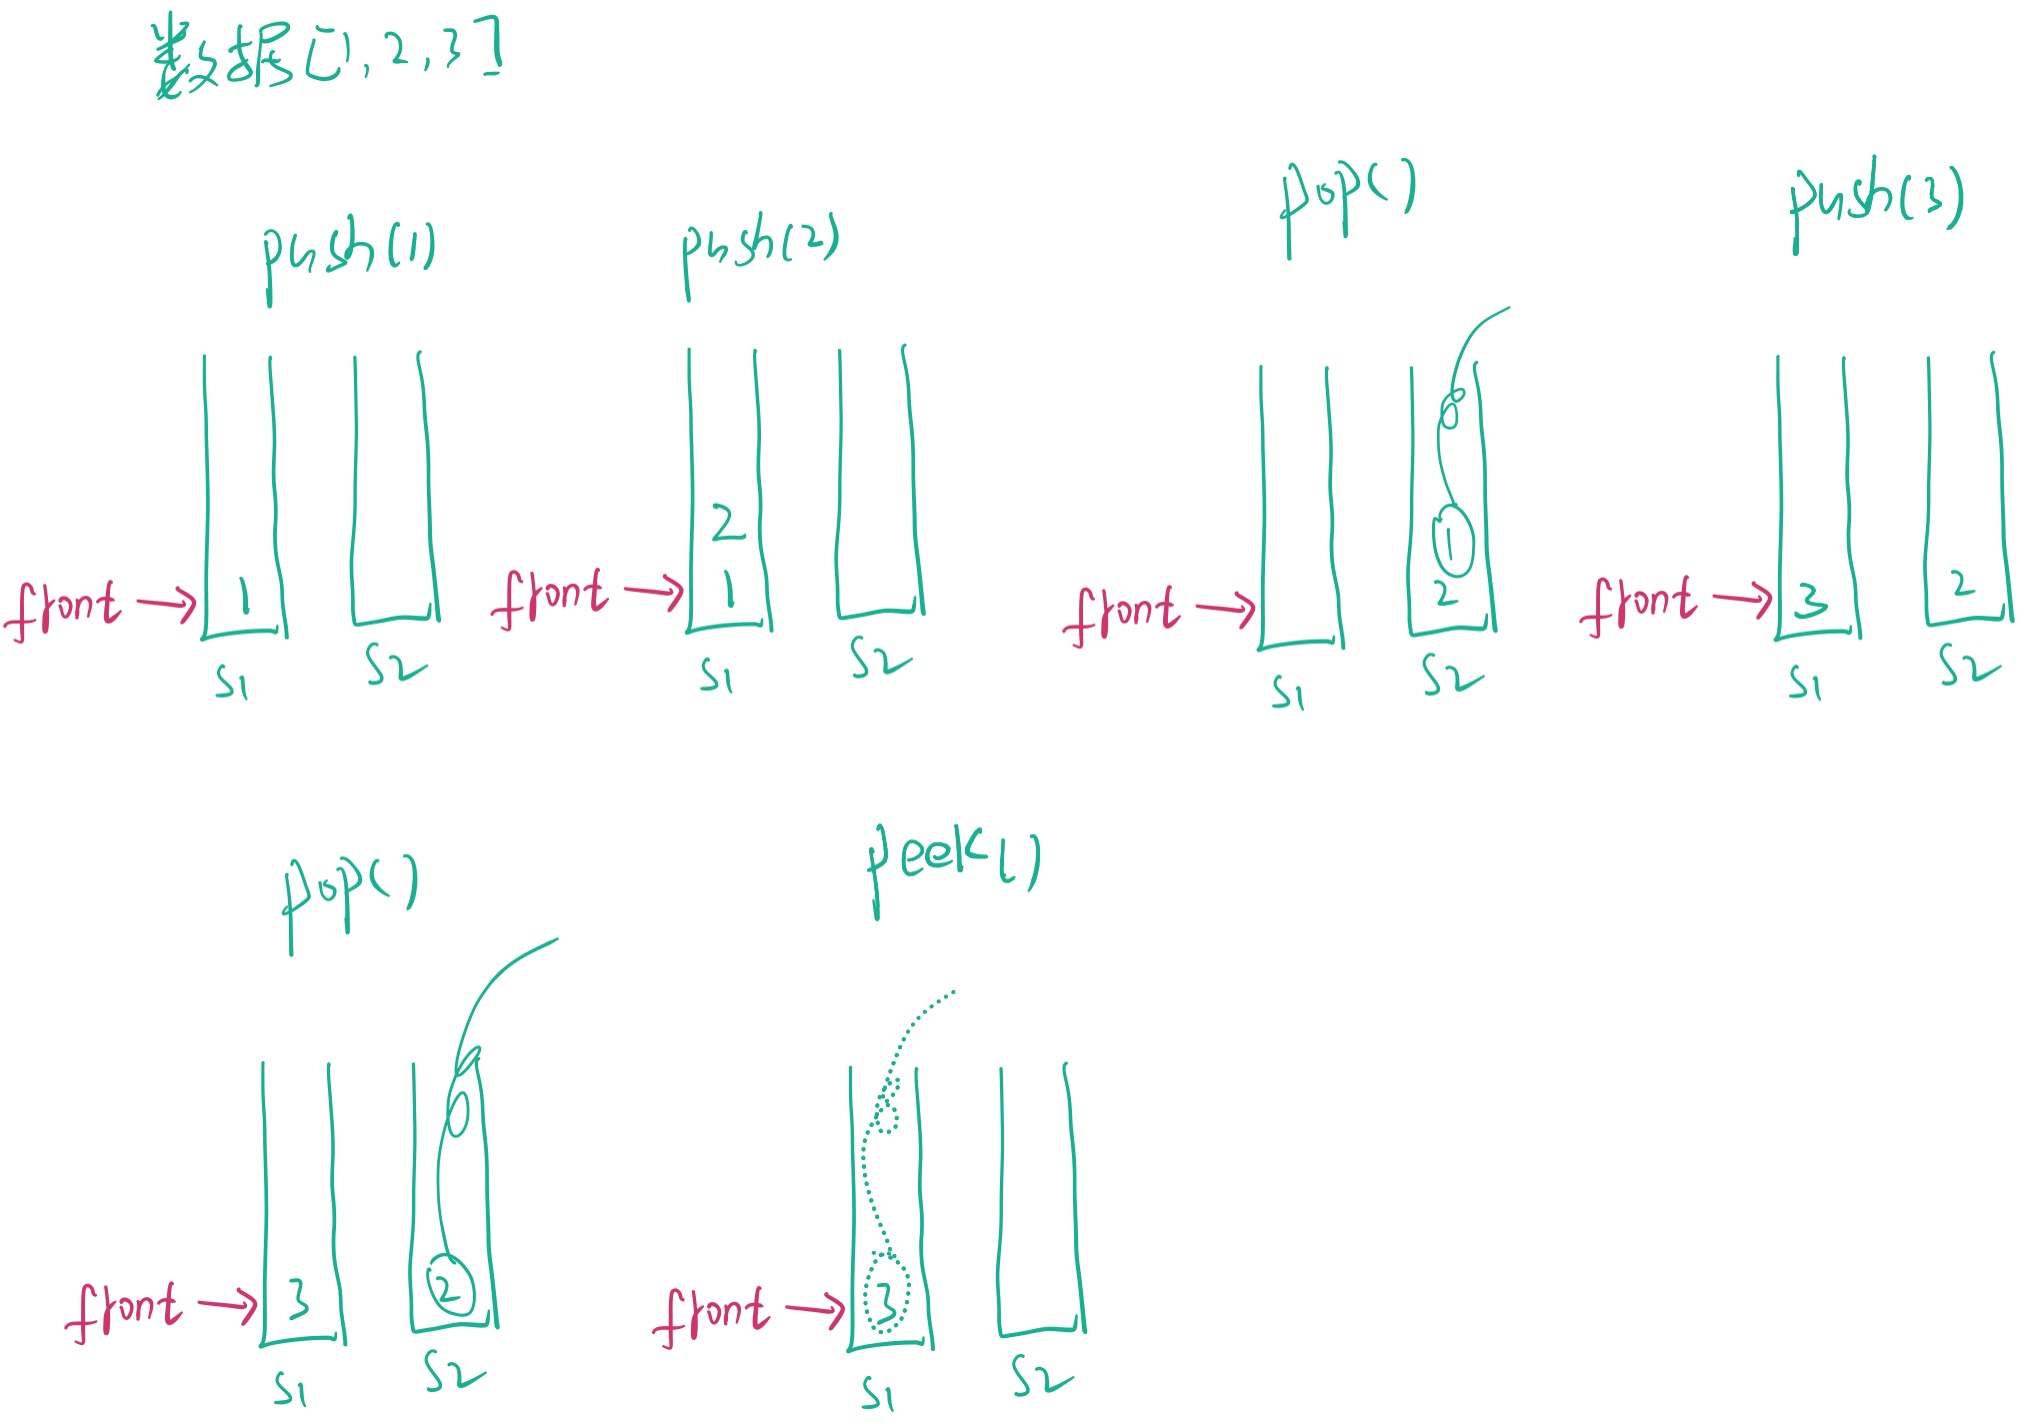 数据[1,2,3]
push(1)
push(2)
pop()
push(3)
front 1
S1 S2
front 2
1
S1 S2
front 1
2
S1 S2
front 3 2
S1 S2
pop()
peek()
front 3 2
S1 S2
front 3
S1 S2